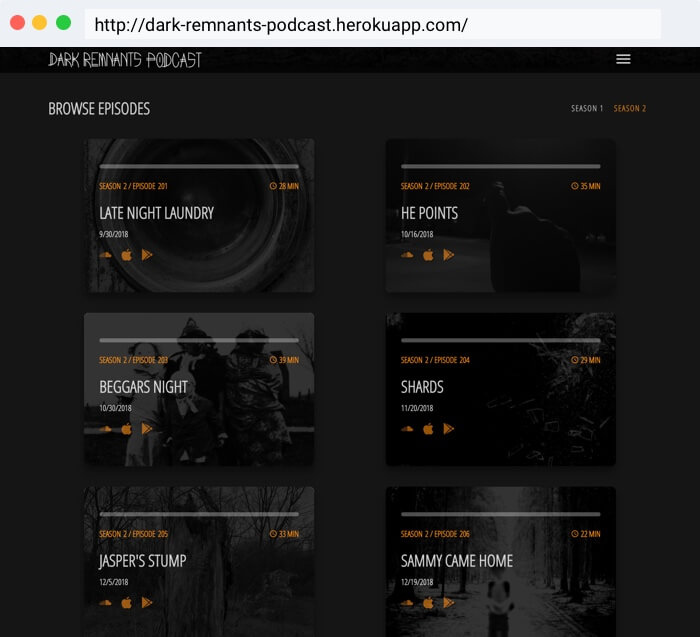 http://dark-remnants-podcast.herokuapp.com/
DARK REMNANTS PODCAST
BROWSE EPISODES
SEASON 1 SEASON 2
SEASON 2 / EPISODE 201 28 MIN
LATE NIGHT LAUNDRY
9/30/2018
SEASON 2 / EPISODE 202 35 MIN
HE POINTS
10/16/2018
SEASON 2 / EPISODE 203 39 MIN
BEGGARS NIGHT
10/30/2018
SEASON 2 / EPISODE 204 29 MIN
SHARDS
11/20/2018
SEASON 2 / EPISODE 205 33 MIN
JASPER'S STUMP
12/5/2018
SEASON 2 / EPISODE 206 22 MIN
SAMMY CAME HOME
12/19/2018